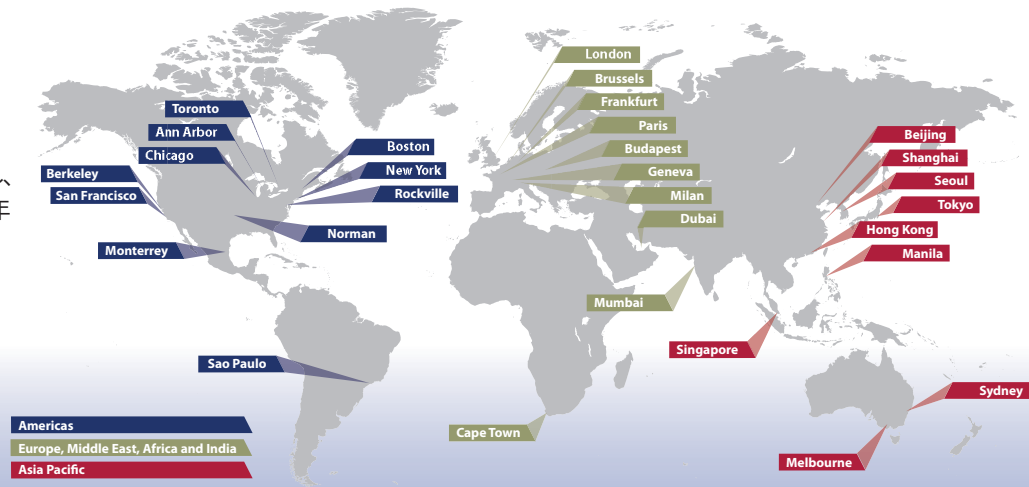 Toronto
Ann Arbor
Chicago
Berkeley
San Francisco
Monterrey
Boston
New York
Rockville
Norman
Sao Paulo
London
Brussels
Frankfurt
Paris
Budapest
Geneva
Milan
Dubai
Mumbai
Cape Town
Beijing
Shanghai
Seoul
Tokyo
Hong Kong
Manila
Singapore
Sydney
Melbourne
Americas
Europe, Middle East, Africa and India
Asia Pacific
年